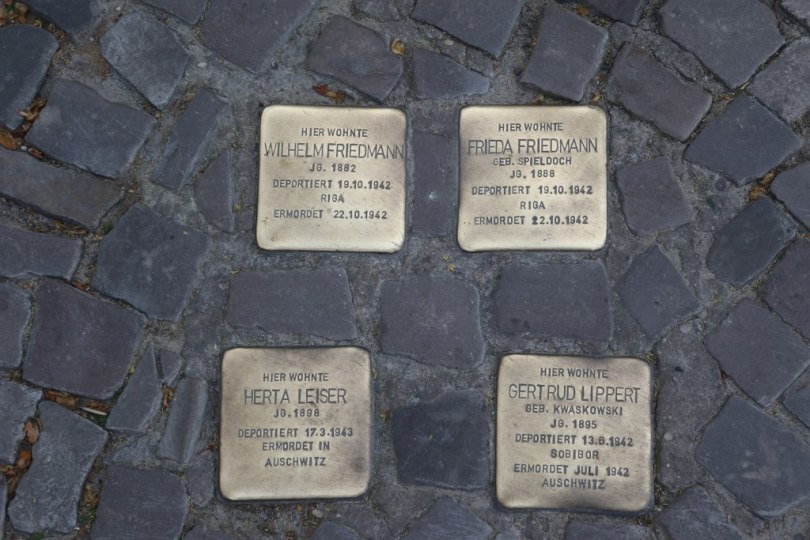 HIER WOHNTE
WILHELM FRIEDMANN
JG. 1882
DEPORTIERT 19.10.1942
RIGA
ERMORDET 22.10.1942
HIER WOHNTE
FRIEDA FRIEDMANN
GEB. SPIELDOCH
JG. 1888
DEPORTIERT 19.10.1942
RIGA
ERMORDET 22.10.1942
HIER WOHNTE
HERTA LEISER
JG. 1898
DEPORTIERT 17.3.1943
ERMORDET IN
AUSCHWITZ
HIER WOHNTE
GERTRUD LIPPERT
GEB. KWASKOWSKI
JG. 1895
DEPORTIERT 13.6.1942
SOBIBOR
ERMORDET JULI 1942
AUSCHWITZ